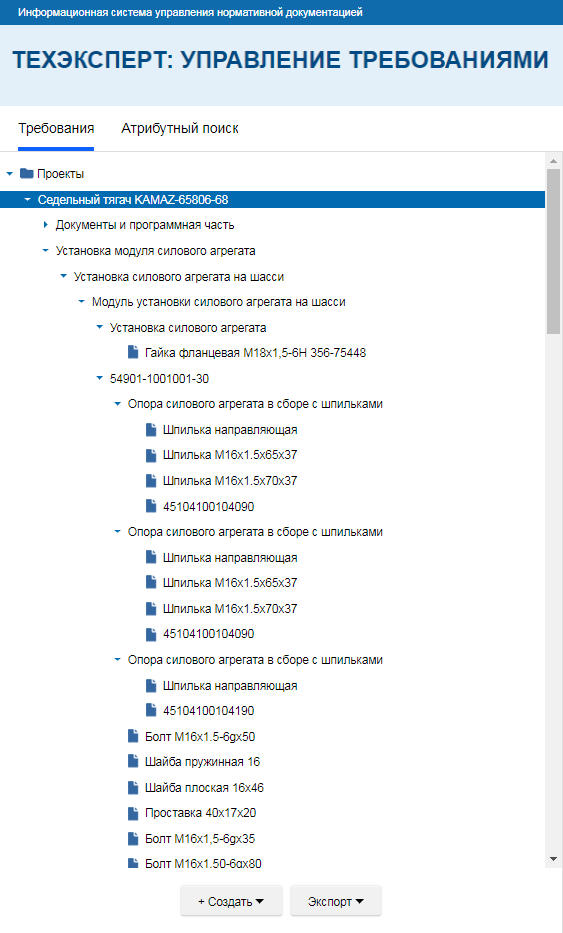 Информационная система управления нормативной документацией
ТЕХЭКСПЕРТ: УПРАВЛЕНИЕ ТРЕБОВАНИЯМИ
Требования Атрибутный поиск
Проекты
Седельный тягач KAMAZ-65806-68
Документы и программная часть
Установка модуля силового агрегата
Установка силового агрегата на шасси
Модуль установки силового агрегата на шасси
Установка силового агрегата
Гайка фланцевая М18х1,5-6Н 356-75448
54901-1001001-30
Опора силового агрегата в сборе с шпильками
Шпилька направляющая
Шпилька М16х1.5х65х37
Шпилька М16х1.5х70х37
45104100104090
Опора силового агрегата в сборе с шпильками
Шпилька направляющая
Шпилька М16х1.5х65х37
Шпилька М16х1.5х70х37
45104100104090
Опора силового агрегата в сборе с шпильками
Шпилька направляющая
45104100104190
Болт М16х1.5-6gх50
Шайба пружинная 16
Шайба плоская 16х46
Проставка 40х17х20
Болт М16х1,5-6gх35
Болт М16х1.50-6gх80
+ Создать Экспорт